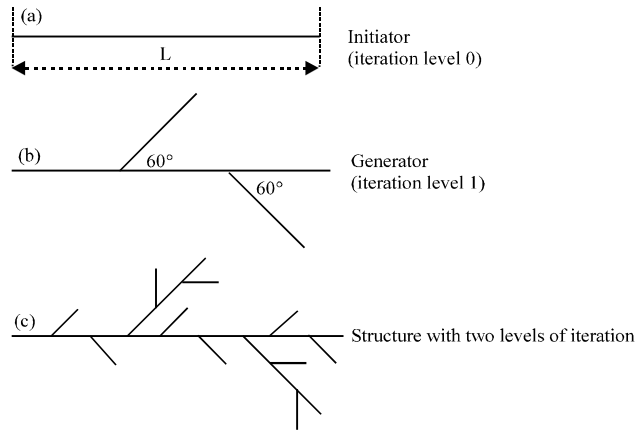 (a)
L
Initiator
(iteration level 0)
(b)
60°
60°
Generator
(iteration level 1)
(c)
Structure with two levels of iteration